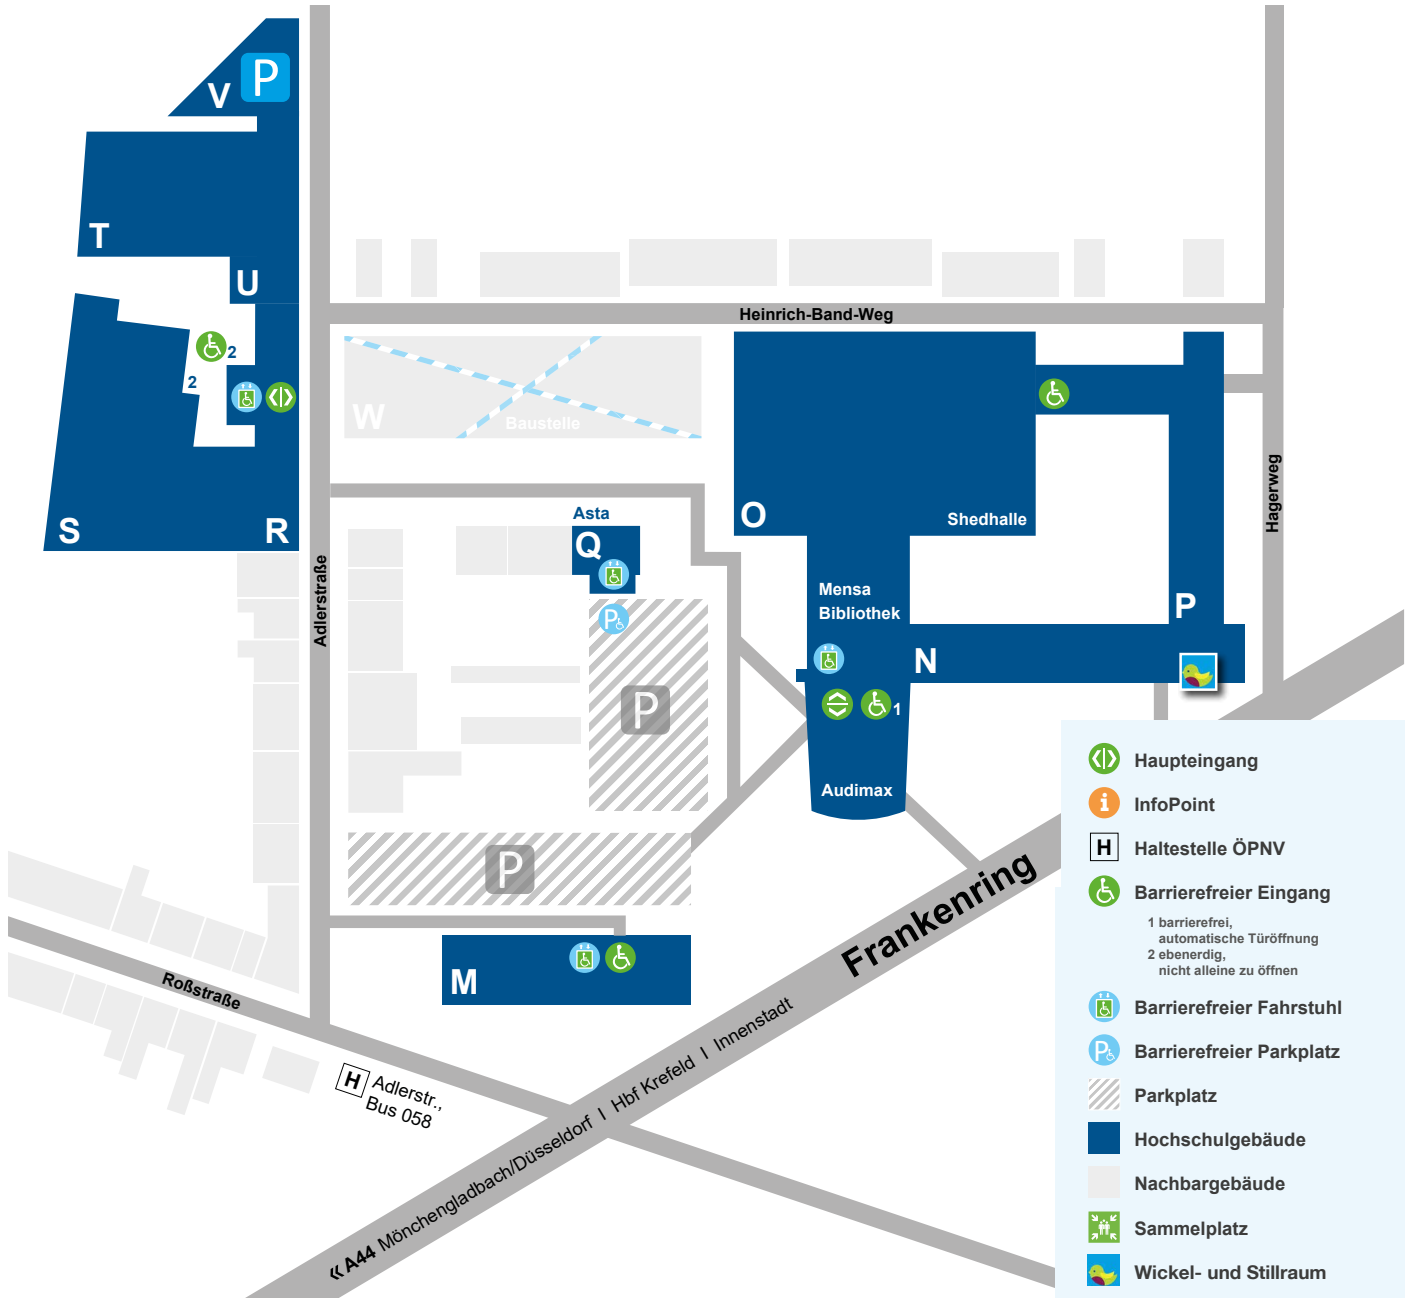 V P
T
U
Heinrich-Band-Weg
2
2
W
Baustelle
Hagerweg
Adlerstraße
S
R
Asta
Q
O
Shedhalle
Mensa
Bibliothek
P
P
N
P
1
Audimax
P
Frankenring
M
Roßstraße
H Adlerstr.,
Bus 058
« A44 Mönchengladbach/Düsseldorf I Hbf Krefeld I Innenstadt
Haupteingang
i InfoPoint
H Haltestelle ÖPNV
Barrierefreier Eingang
1 barrierefrei,
automatische Türöffnung
2 ebenerdig,
nicht alleine zu öffnen
Barrierefreier Fahrstuhl
P Barrierefreier Parkplatz
Parkplatz
Hochschulgebäude
Nachbargebäude
Sammelplatz
Wickel- und Stillraum